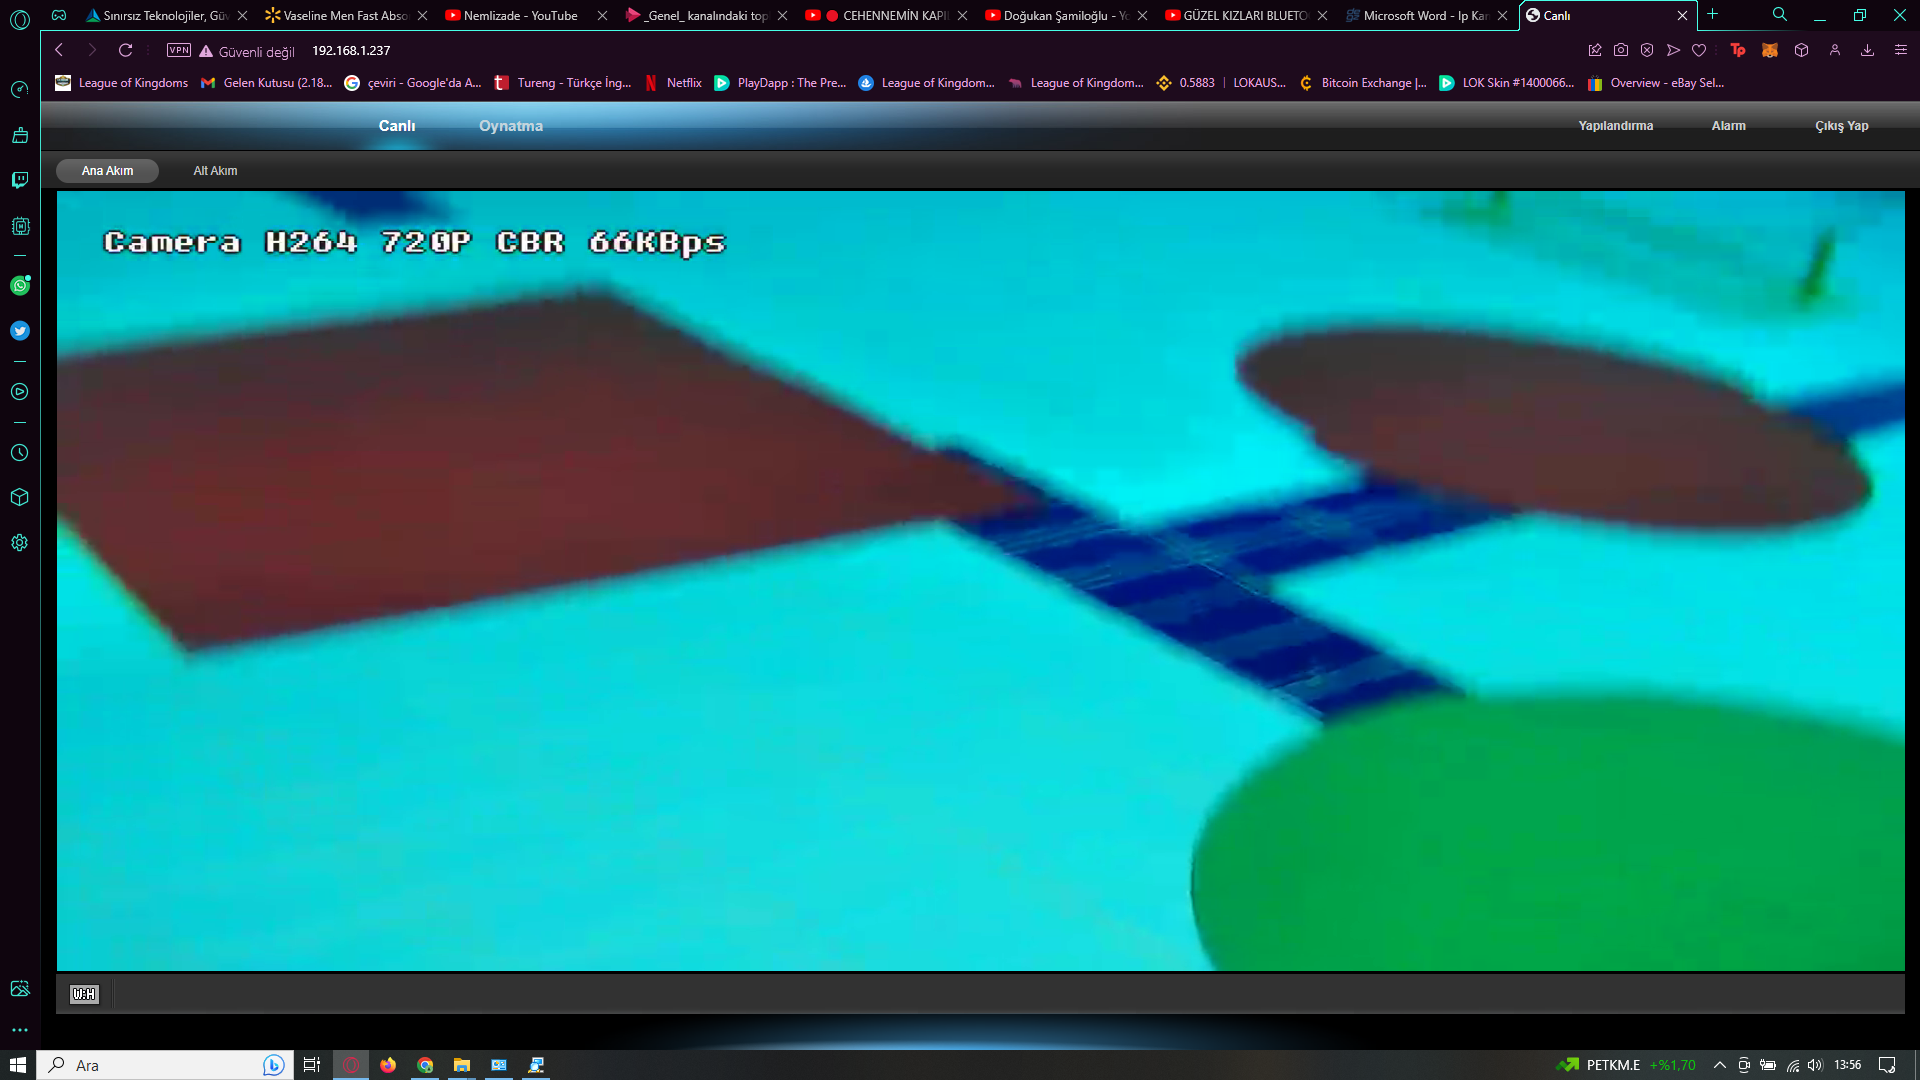 Sınırsız Teknolojiler, Gü
Vaseline Men Fast Abso
Nemlizade - YouTube
_Genel_ kanalındaki top
CEHENNEMİN KAPI
Doğukan Şamiloğlu - Yo
GÜZEL KIZLARI BLUETO
Microsoft Word - Ip Kar
Canlı
VPN
Güvenli değil
192.168.1.237
League of Kingdoms
Gelen Kutusu (2.18...
çeviri - Google'da A...
Tureng - Türkçe İng...
Netflix
PlayDapp : The Pre...
League of Kingdom...
League of Kingdom...
0.5883 | LOKAUS...
Bitcoin Exchange |...
LOK Skin #1400066...
Overview - eBay Sel...
Canlı
Oynatma
Yapılandırma
Alarm
Çıkış Yap
Ana Akım
Alt Akım
Camera H264 720P CBR 66KBps
W:H
Ara
PETKM.E +%1,70
13:56